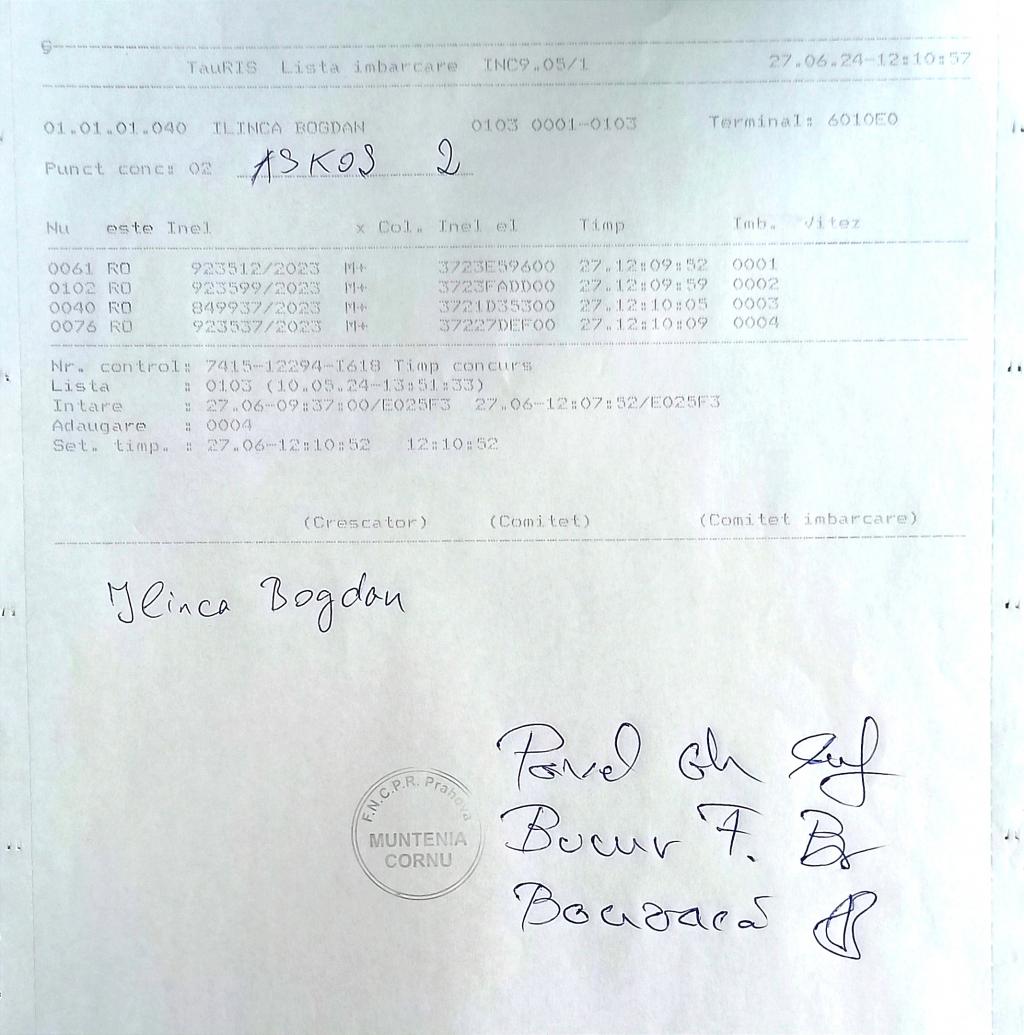 TauRIS Lista imbarcare INC9.05/1 27.06.24-12:10:57
01.01.01.040 ILINCA BOGDAN 0103 0001-0103 Terminal: 6010E0
Punct conc: 02 ASKOS 2
Nu este Inel x Col. Inel el Timp Imb. Vitez
0061 RO 923512/2023 M+ 3723E59600 27.12:09:52 0001
0102 RO 923599/2023 M+ 3723FADD00 27.12:09:59 0002
0040 RO 849937/2023 M+ 3721D35300 27.12:10:05 0003
0076 RO 923537/2023 M+ 37227DEF00 27.12:10:09 0004
Nr. control: 7415-12294-I618 Timp concurs
Lista : 0103 (10.05.24-13:51:33)
Intare : 27.06-09:37:00/E025F3 27.06-12:07:52/E025F3
Adaugare : 0004
Set. timp. : 27.06-12:10:52 12:10:52
(Crescator) (Comitet) (Comitet imbarcare)
Ilinca Bogdan
Pavel Gh
F.N.C.P.R. Prahova
MUNTENIA
CORNU
Bucur F.